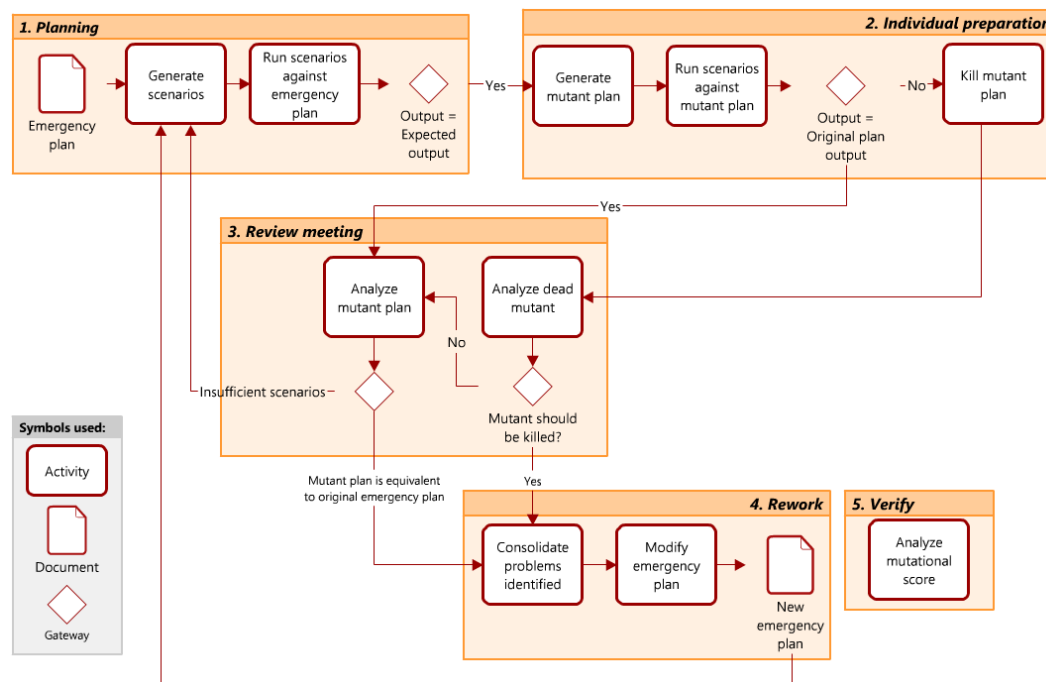 1. Planning
Emergency
plan
Generate
scenarios
Run scenarios
against
emergency
plan
Output =
Expected
output
Yes
2. Individual preparation
Generate
mutant plan
Run scenarios
against
mutant plan
Output =
Original plan
output
No
Kill mutant
plan
Yes
3. Review meeting
Analyze
mutant plan
Analyze dead
mutant
No
Insufficient scenarios
Mutant should
be killed?
Mutant plan is equivalent
to original emergency plan
Yes
Symbols used:
Activity
Document
Gateway
4. Rework
Consolidate
problems
identified
Modify
emergency
plan
New
emergency
plan
5. Verify
Analyze
mutational
score